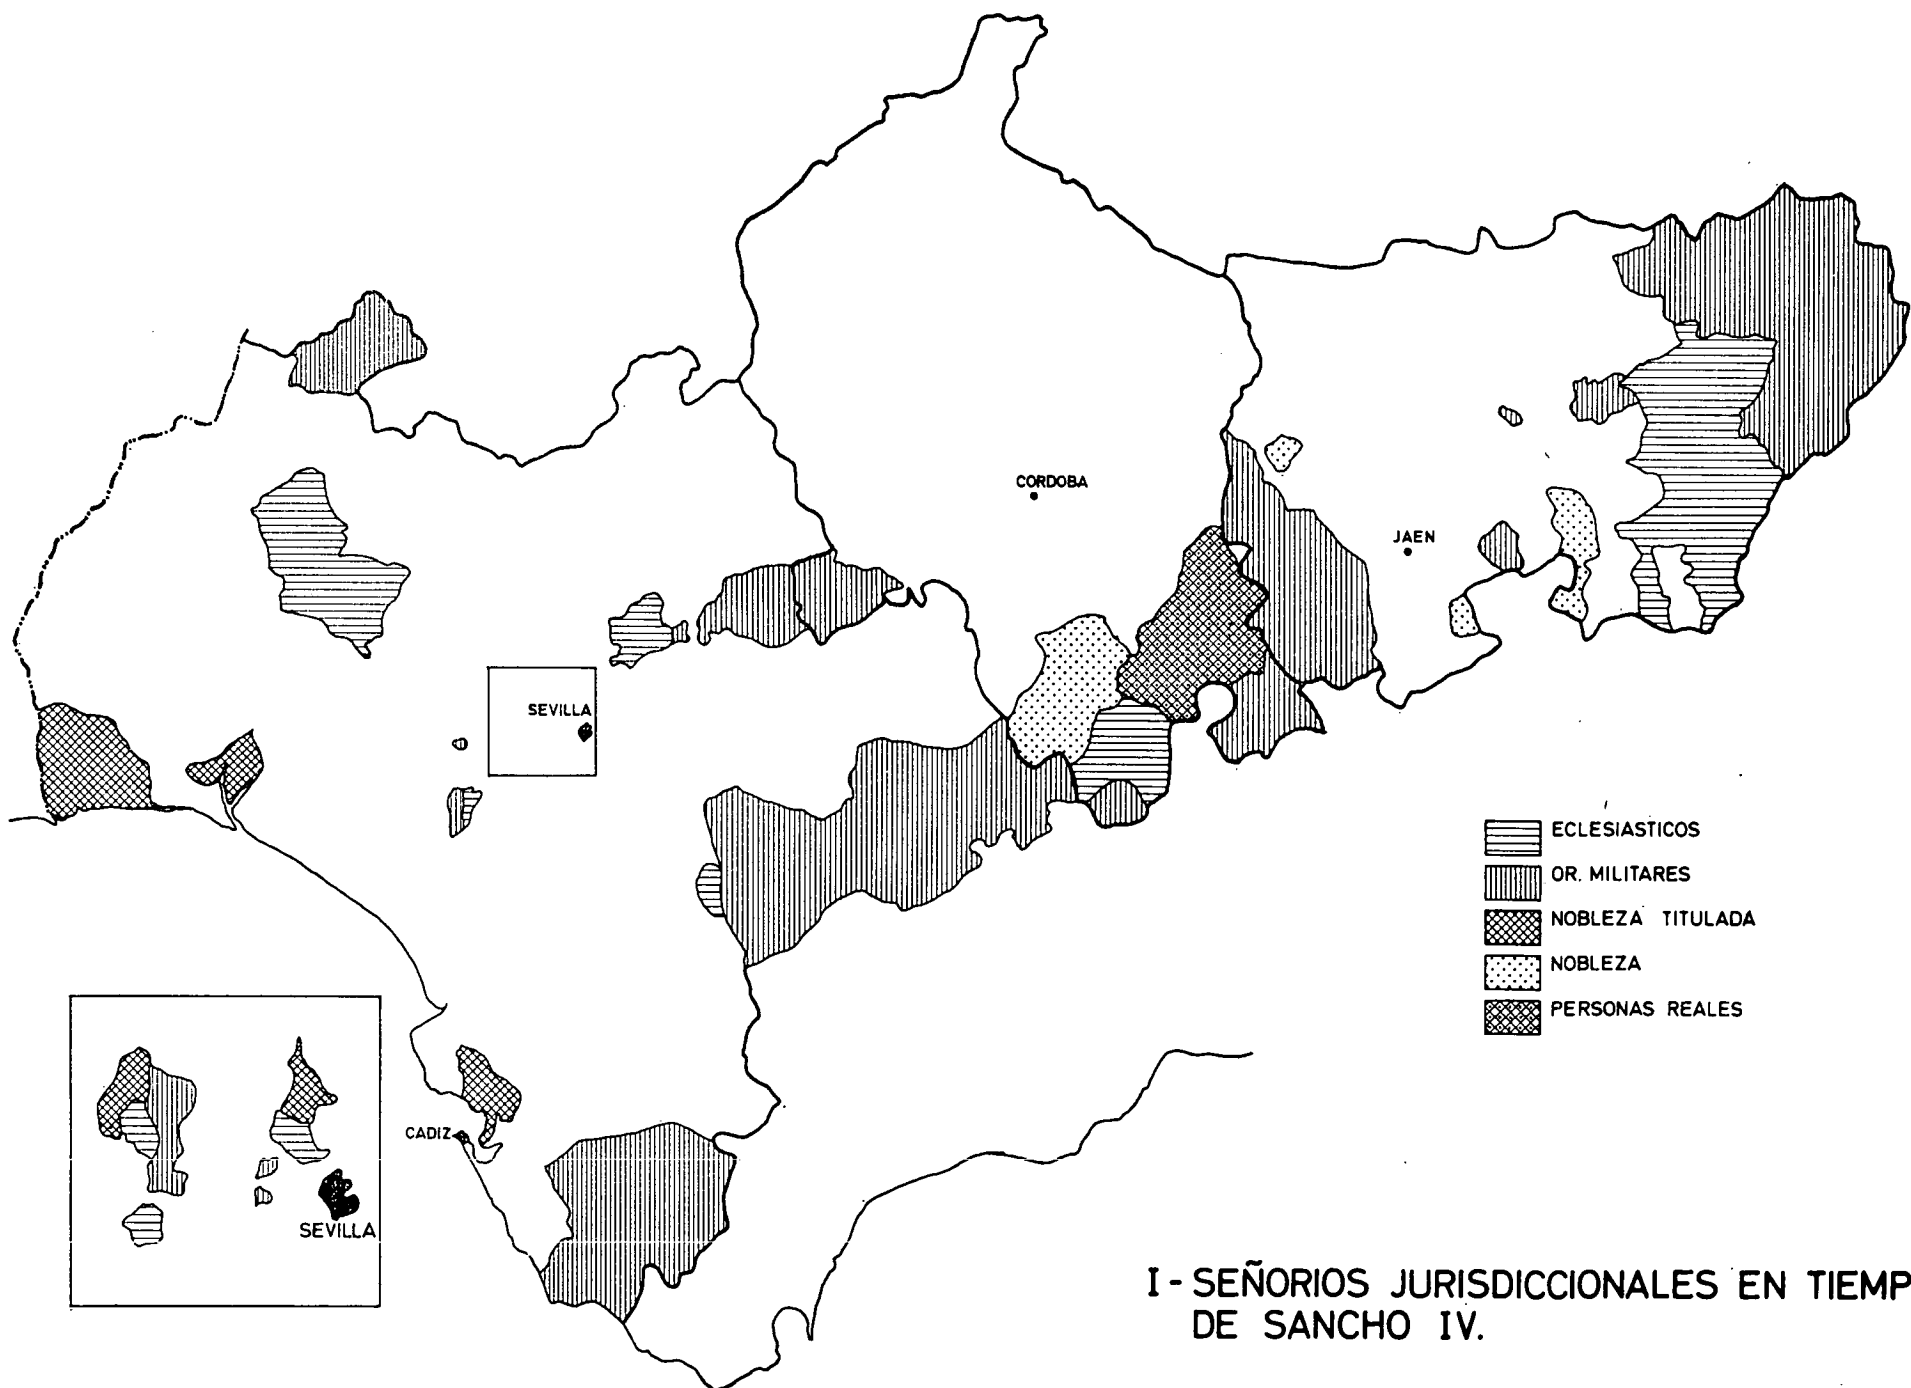 CORDOBA
JAEN
SEVILLA
CADIZ
SEVILLA
ECLESIASTICOS
OR. MILITARES
NOBLEZA TITULADA
NOBLEZA
PERSONAS REALES
I - SEÑORIOS JURISDICCIONALES EN TIEMP
DE SANCHO IV.